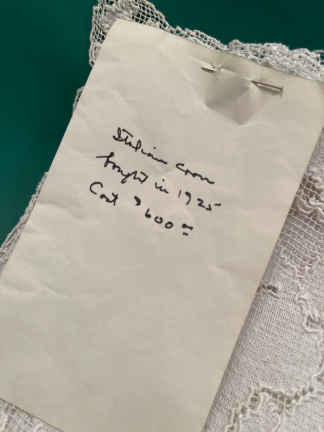 Italian Cover
bought in 1925
Cost $600.00